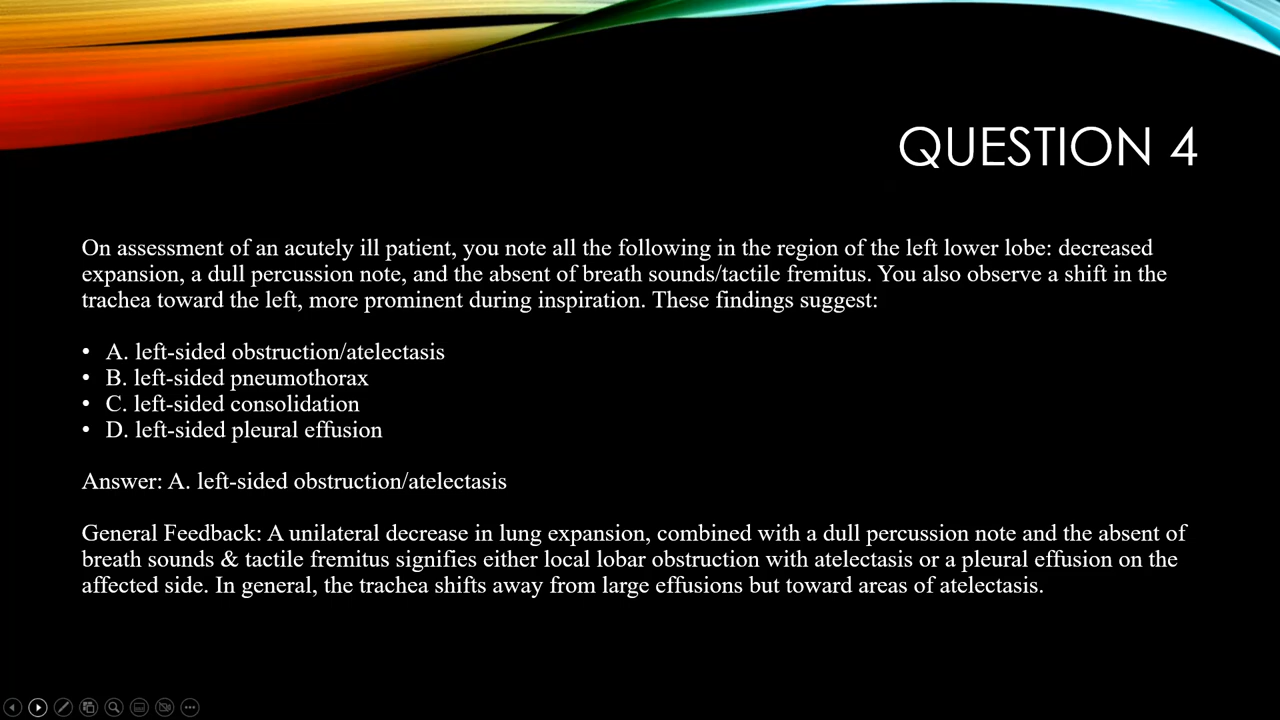 QUESTION 4
On assessment of an acutely ill patient, you note all the following in the region of the left lower lobe: decreased
expansion, a dull percussion note, and the absent of breath sounds/tactile fremitus. You also observe a shift in the
trachea toward the left, more prominent during inspiration. These findings suggest:
• A. left-sided obstruction/atelectasis
• B. left-sided pneumothorax
• C. left-sided consolidation
• D. left-sided pleural effusion
Answer: A. left-sided obstruction/atelectasis
General Feedback: A unilateral decrease in lung expansion, combined with a dull percussion note and the absent of
breath sounds & tactile fremitus signifies either local lobar obstruction with atelectasis or a pleural effusion on the
affected side. In general, the trachea shifts away from large effusions but toward areas of atelectasis.